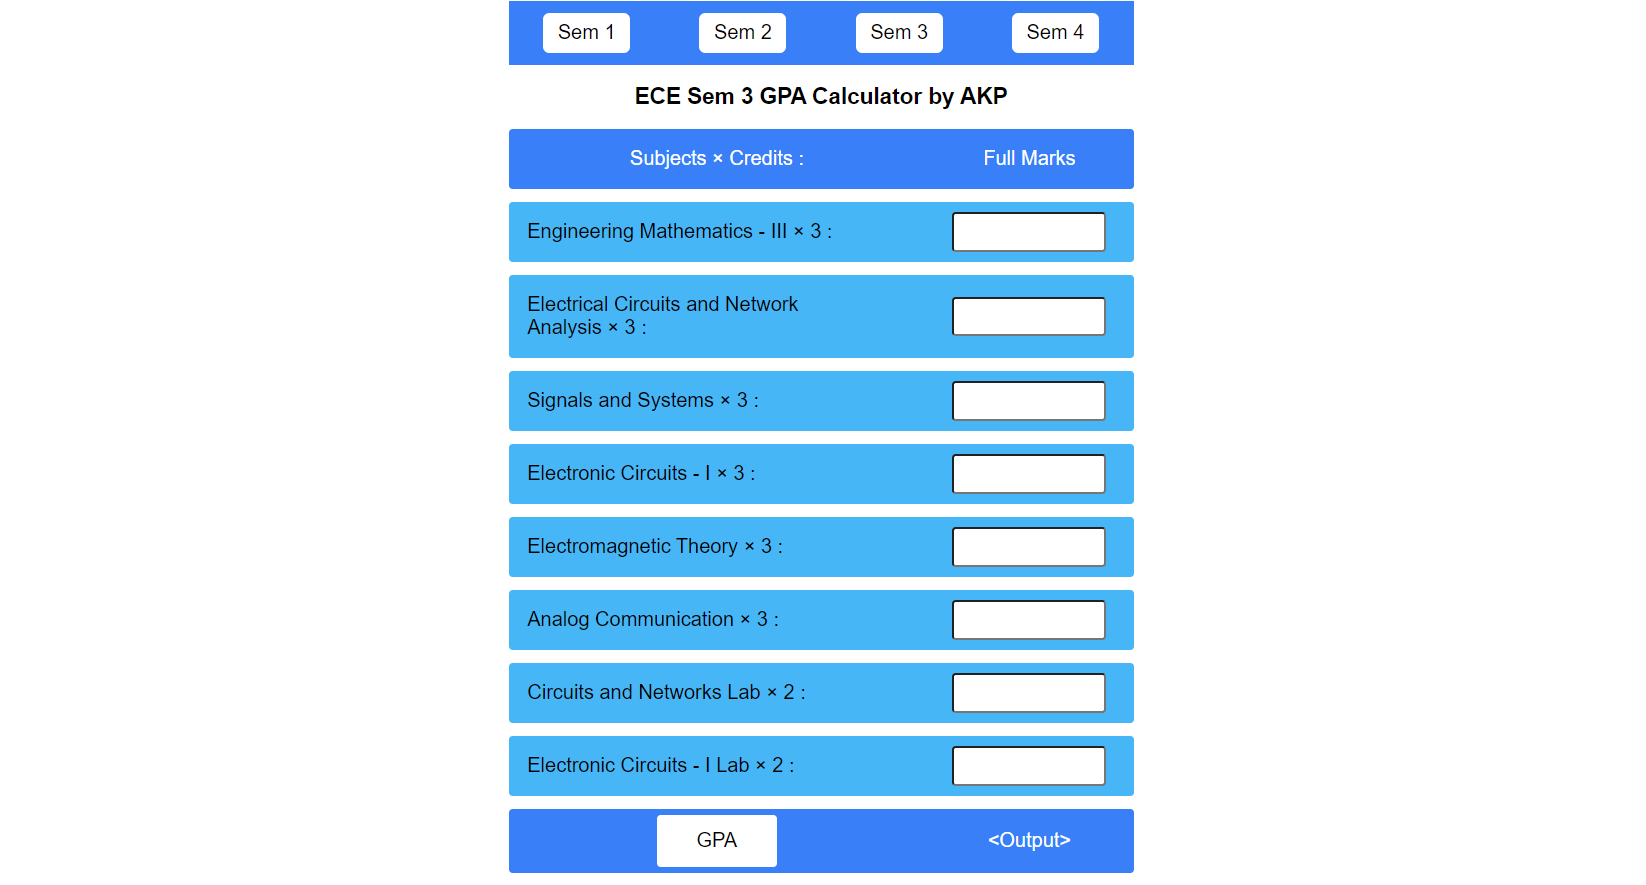 Sem 1
Sem 2
Sem 3
Sem 4
ECE Sem 3 GPA Calculator by AKP
Subjects × Credits :
Full Marks
Engineering Mathematics - III × 3 :
Electrical Circuits and Network
Analysis × 3 :
Signals and Systems × 3 :
Electronic Circuits - I × 3 :
Electromagnetic Theory × 3 :
Analog Communication × 3 :
Circuits and Networks Lab × 2 :
Electronic Circuits - I Lab × 2 :
GPA
<Output>